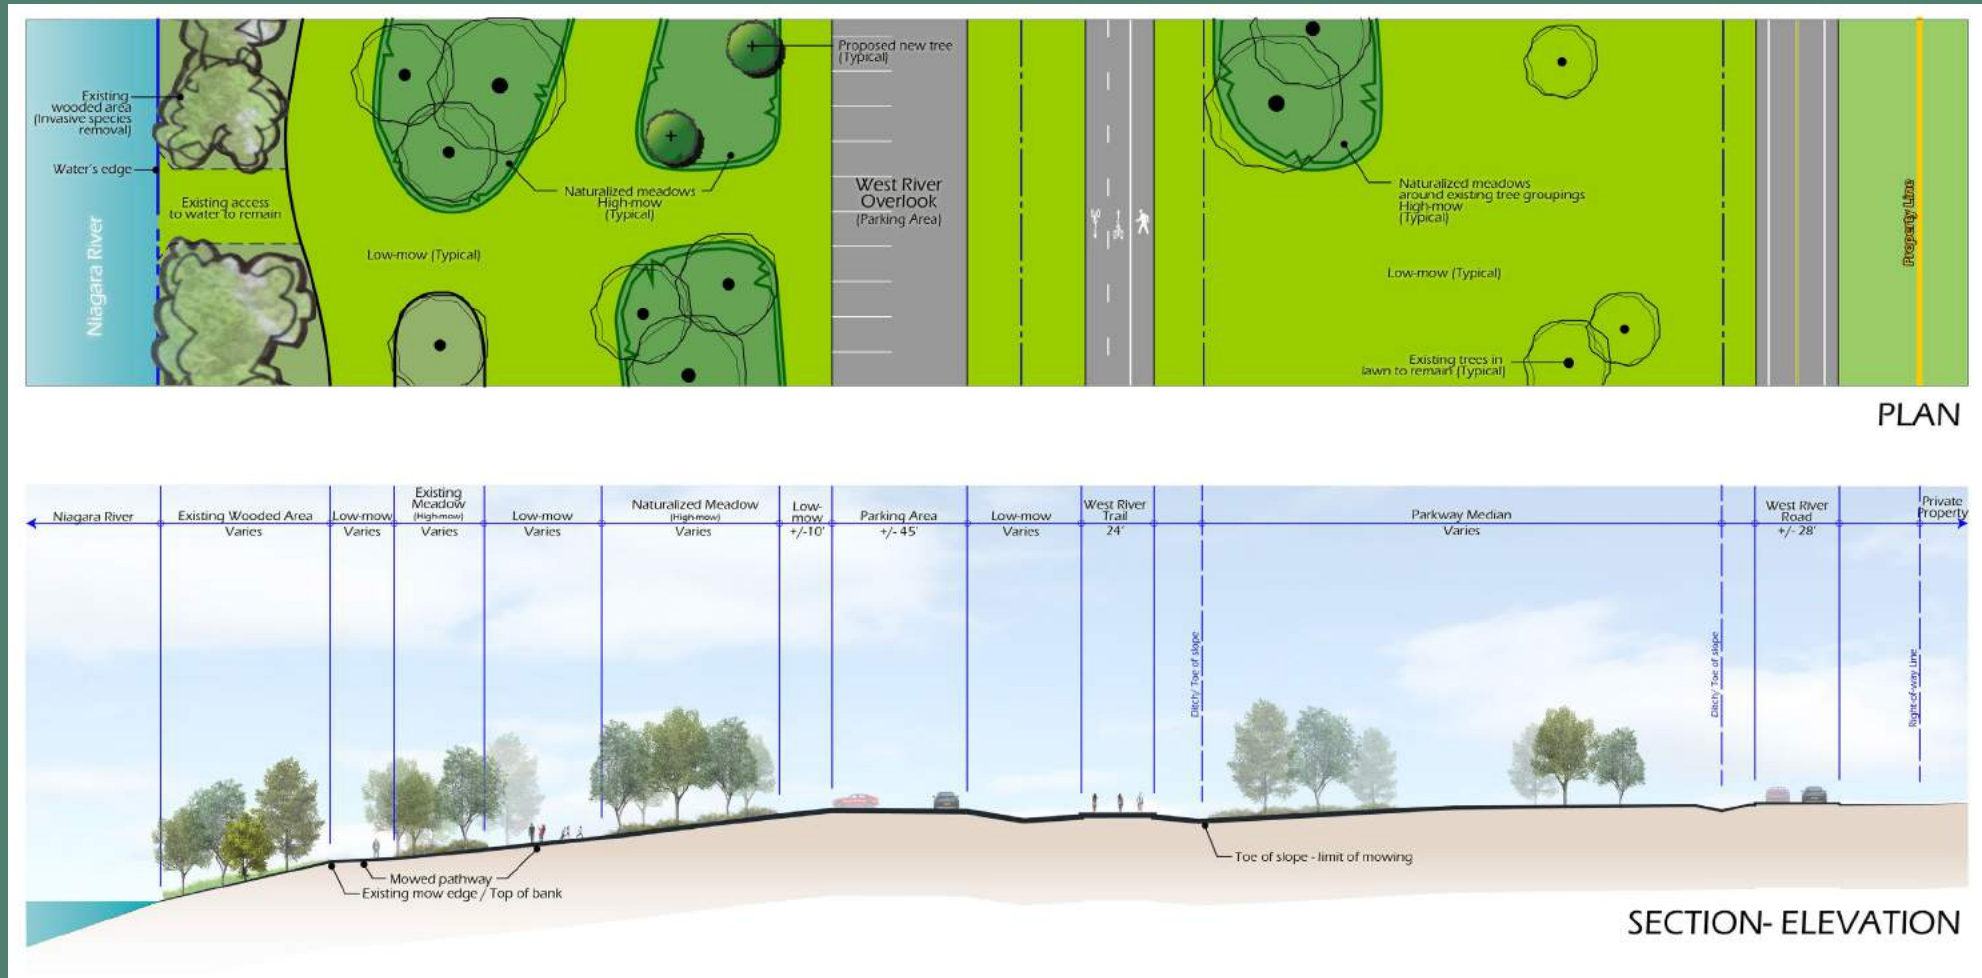 Existing
wooded area
(Invasive species
removal)
Water's edge
Niagara River
Existing access
to water to remain
Low-mow (Typical)
Naturalized meadows
High-mow
(Typical)
Proposed new tree
(Typical)
West River
Overlook
(Parking Area)
Naturalized meadows
around existing tree groupings
High-mow
(Typical)
Low-mow (Typical)
Existing trees in
lawn to remain (Typical)
Property Line
PLAN
Niagara River
Existing Wooded Area
Varies
Low-mow
Varies
Existing
Meadow
(High-mow)
Varies
Low-mow
Varies
Naturalized Meadow
(High-mow)
Varies
Low-
mow
+/-10'
Parking Area
+/- 45'
Low-mow
Varies
West River
Trail
24'
Parkway Median
Varies
West River
Road
+/- 28'
Private
Property
Ditch/ Toe of slope
Ditch/ Toe of slope
Right-of-way Line
Mowed pathway
Existing mow edge / Top of bank
Toe of slope - limit of mowing
SECTION- ELEVATION